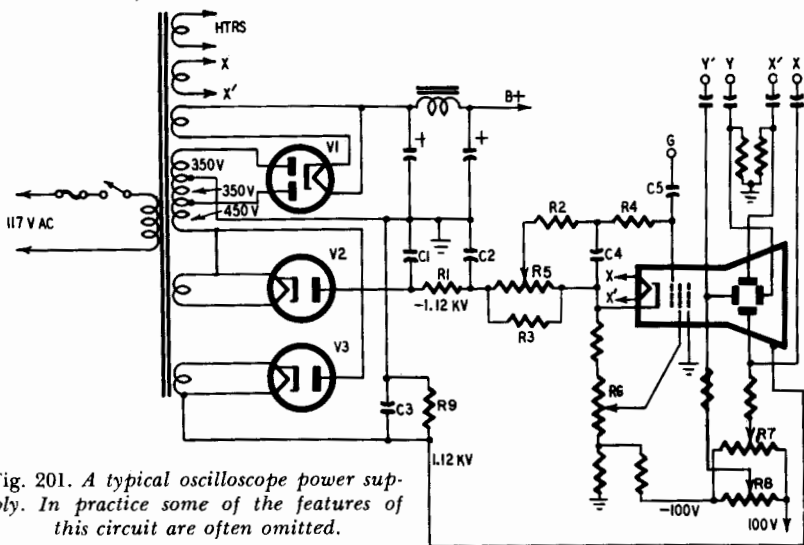 HTRS
X
X'
Y' Y X' X
B+
G
V1
350V
350V
450V
117 V AC
C5
R2 R4
V2
C1 C2
C4
R1 R5
-1.12 KV
X
X'
R3
V3
R6
C3 R9
1.12 KV
R7
R8
-100V
100V
ig. 201. A typical oscilloscope power sup-
ply. In practice some of the features of
this circuit are often omitted.